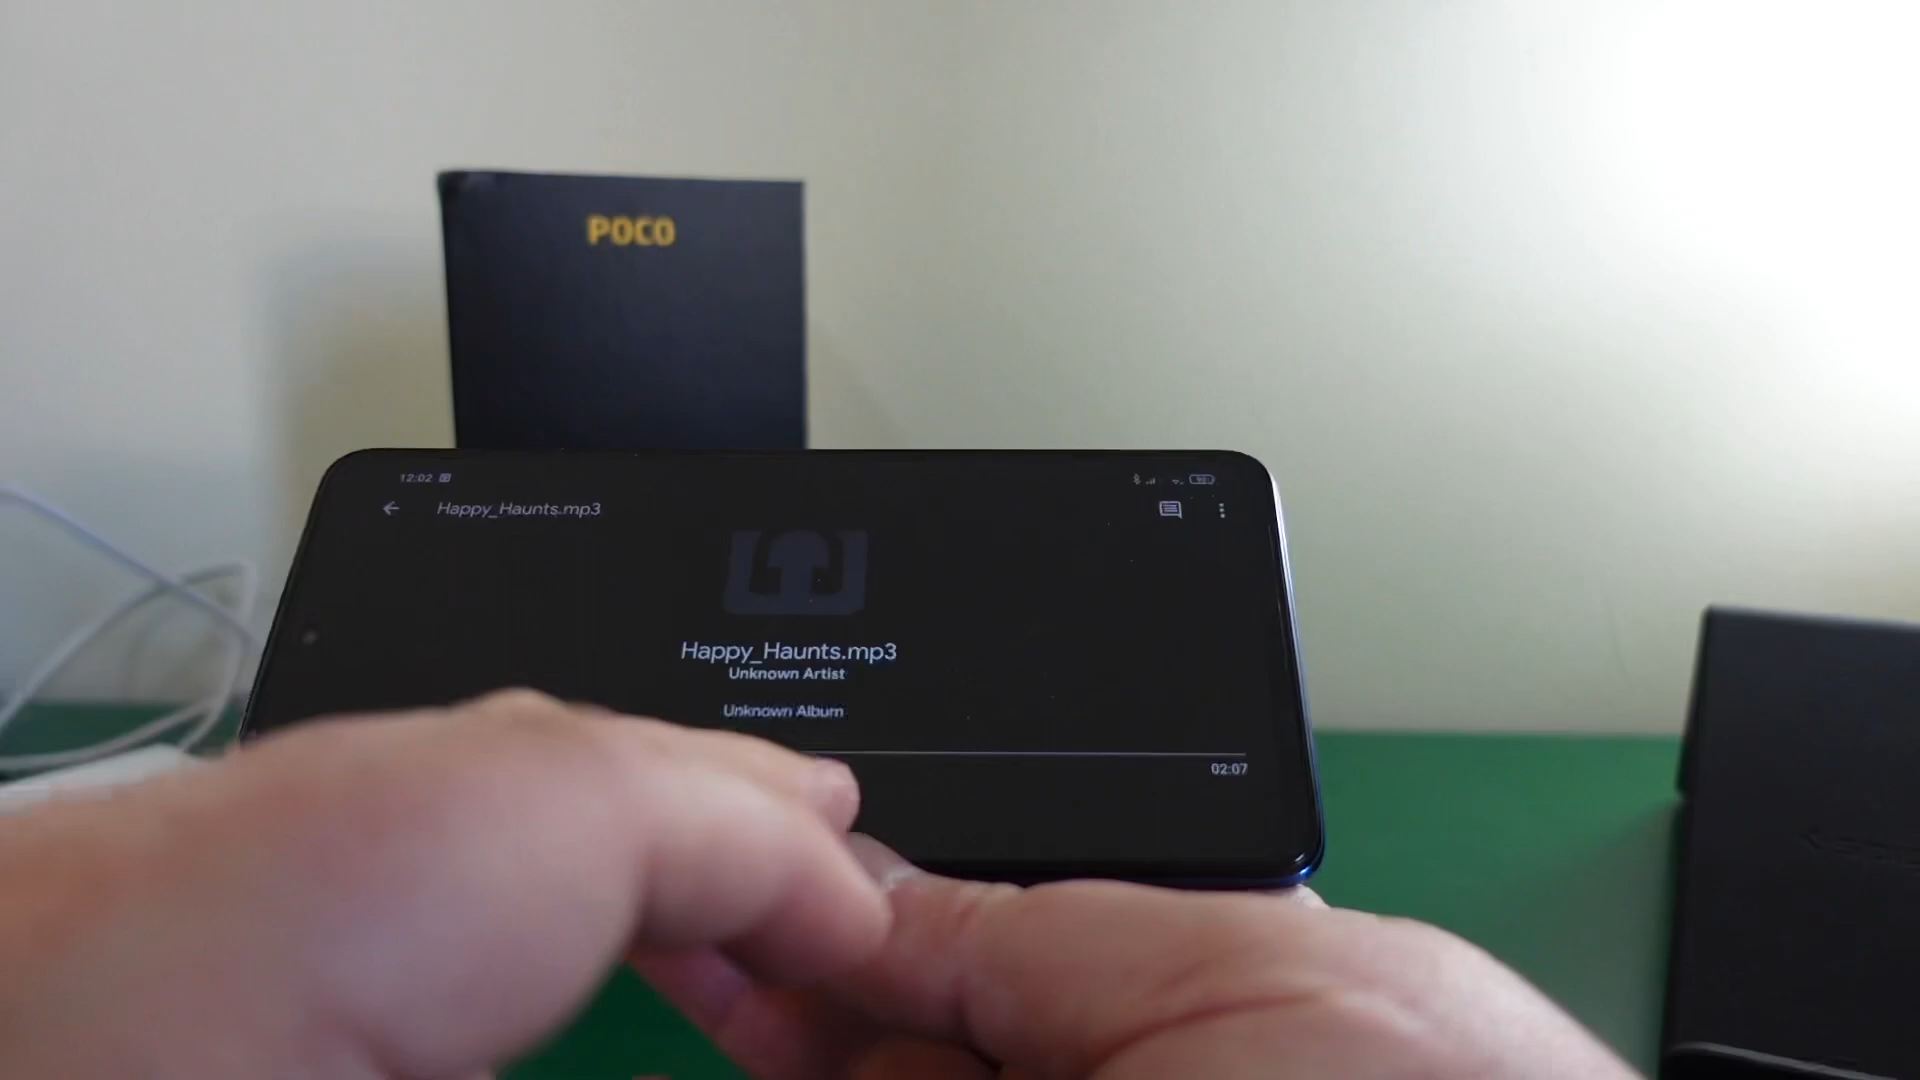 POCO
12:02
Happy_Haunts.mp3
Happy_Haunts.mp3
Unknown Artist
Unknown Album
02:07